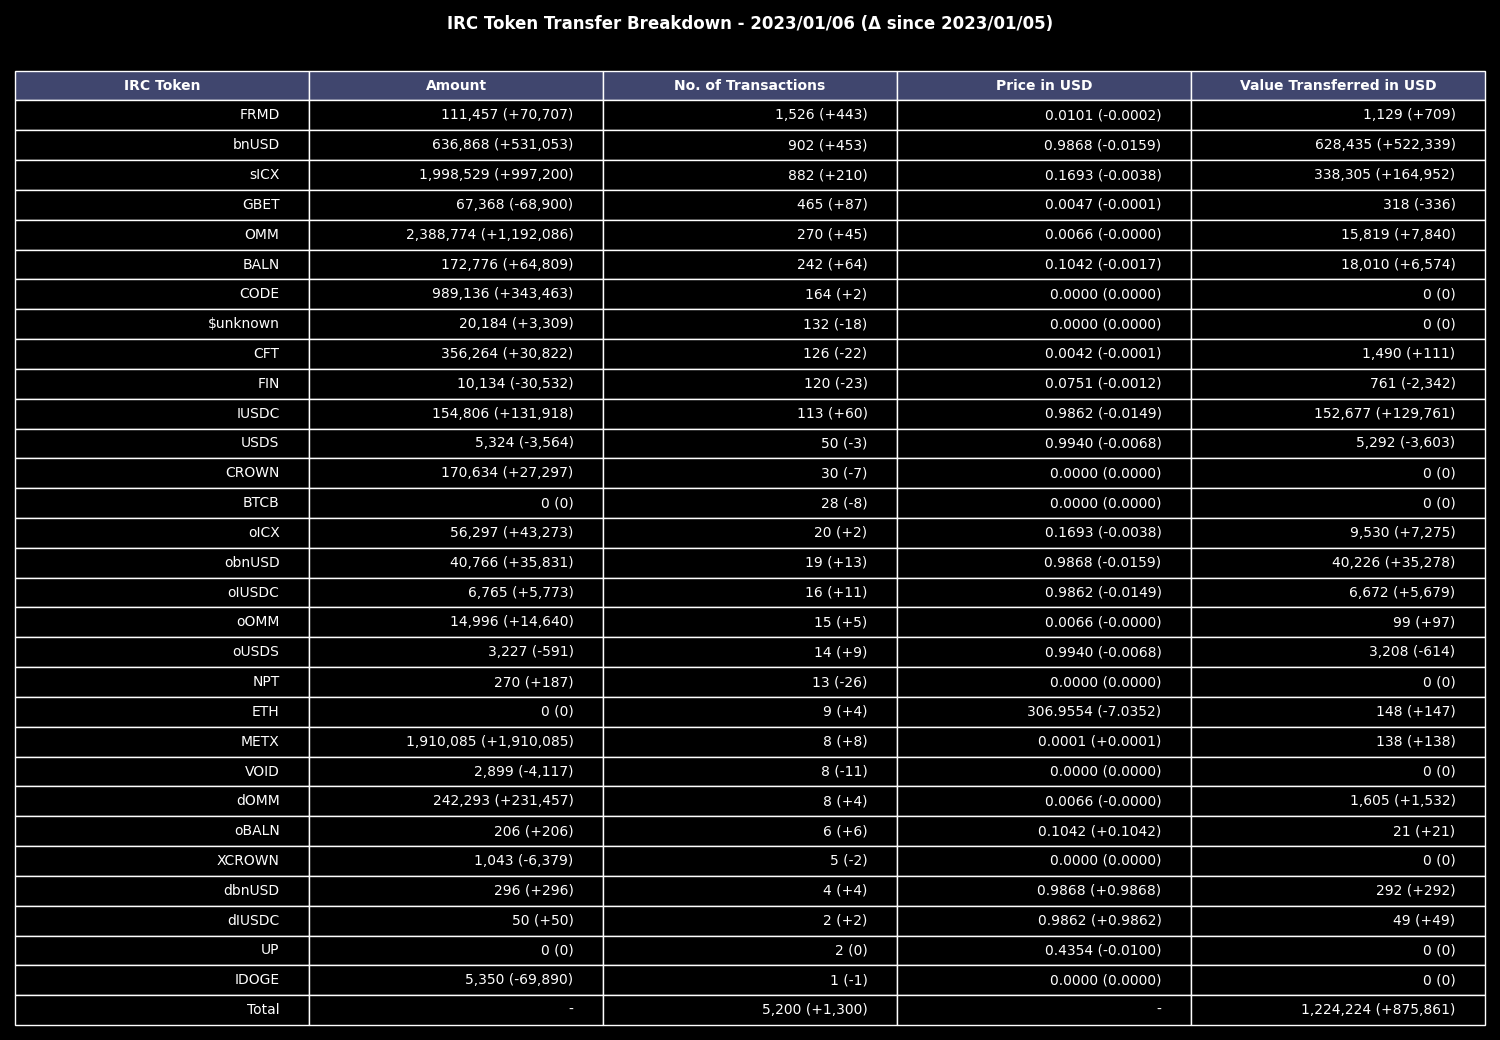 IRC Token Transfer Breakdown - 2023/01/06 (Δ since 2023/01/05)
IRC Token Amount No. of Transactions Price in USD Value Transferred in USD
FRMD 111,457 (+70,707) 1,526 (+443) 0.0101 (-0.0002) 1,129 (+709)
bnUSD 636,868 (+531,053) 902 (+453) 0.9868 (-0.0159) 628,435 (+522,339)
sICX 1,998,529 (+997,200) 882 (+210) 0.1693 (-0.0038) 338,305 (+164,952)
GBET 67,368 (-68,900) 465 (+87) 0.0047 (-0.0001) 318 (-336)
OMM 2,388,774 (+1,192,086) 270 (+45) 0.0066 (-0.0000) 15,819 (+7,840)
BALN 172,776 (+64,809) 242 (+64) 0.1042 (-0.0017) 18,010 (+6,574)
CODE 989,136 (+343,463) 164 (+2) 0.0000 (0.0000) 0 (0)
$unknown 20,184 (+3,309) 132 (-18) 0.0000 (0.0000) 0 (0)
CFT 356,264 (+30,822) 126 (-22) 0.0042 (-0.0001) 1,490 (+111)
FIN 10,134 (-30,532) 120 (-23) 0.0751 (-0.0012) 761 (-2,342)
IUSDC 154,806 (+131,918) 113 (+60) 0.9862 (-0.0149) 152,677 (+129,761)
USDS 5,324 (-3,564) 50 (-3) 0.9940 (-0.0068) 5,292 (-3,603)
CROWN 170,634 (+27,297) 30 (-7) 0.0000 (0.0000) 0 (0)
BTCB 0 (0) 28 (-8) 0.0000 (0.0000) 0 (0)
oICX 56,297 (+43,273) 20 (+2) 0.1693 (-0.0038) 9,530 (+7,275)
obnUSD 40,766 (+35,831) 19 (+13) 0.9868 (-0.0159) 40,226 (+35,278)
oIUSDC 6,765 (+5,773) 16 (+11) 0.9862 (-0.0149) 6,672 (+5,679)
oOMM 14,996 (+14,640) 15 (+5) 0.0066 (-0.0000) 99 (+97)
oUSDS 3,227 (-591) 14 (+9) 0.9940 (-0.0068) 3,208 (-614)
NPT 270 (+187) 13 (-26) 0.0000 (0.0000) 0 (0)
ETH 0 (0) 9 (+4) 306.9554 (-7.0352) 148 (+147)
METX 1,910,085 (+1,910,085) 8 (+8) 0.0001 (+0.0001) 138 (+138)
VOID 2,899 (-4,117) 8 (-11) 0.0000 (0.0000) 0 (0)
dOMM 242,293 (+231,457) 8 (+4) 0.0066 (-0.0000) 1,605 (+1,532)
oBALN 206 (+206) 6 (+6) 0.1042 (+0.1042) 21 (+21)
XCROWN 1,043 (-6,379) 5 (-2) 0.0000 (0.0000) 0 (0)
dbnUSD 296 (+296) 4 (+4) 0.9868 (+0.9868) 292 (+292)
dIUSDC 50 (+50) 2 (+2) 0.9862 (+0.9862) 49 (+49)
UP 0 (0) 2 (0) 0.4354 (-0.0100) 0 (0)
IDOGE 5,350 (-69,890) 1 (-1) 0.0000 (0.0000) 0 (0)
Total - 5,200 (+1,300) - 1,224,224 (+875,861)